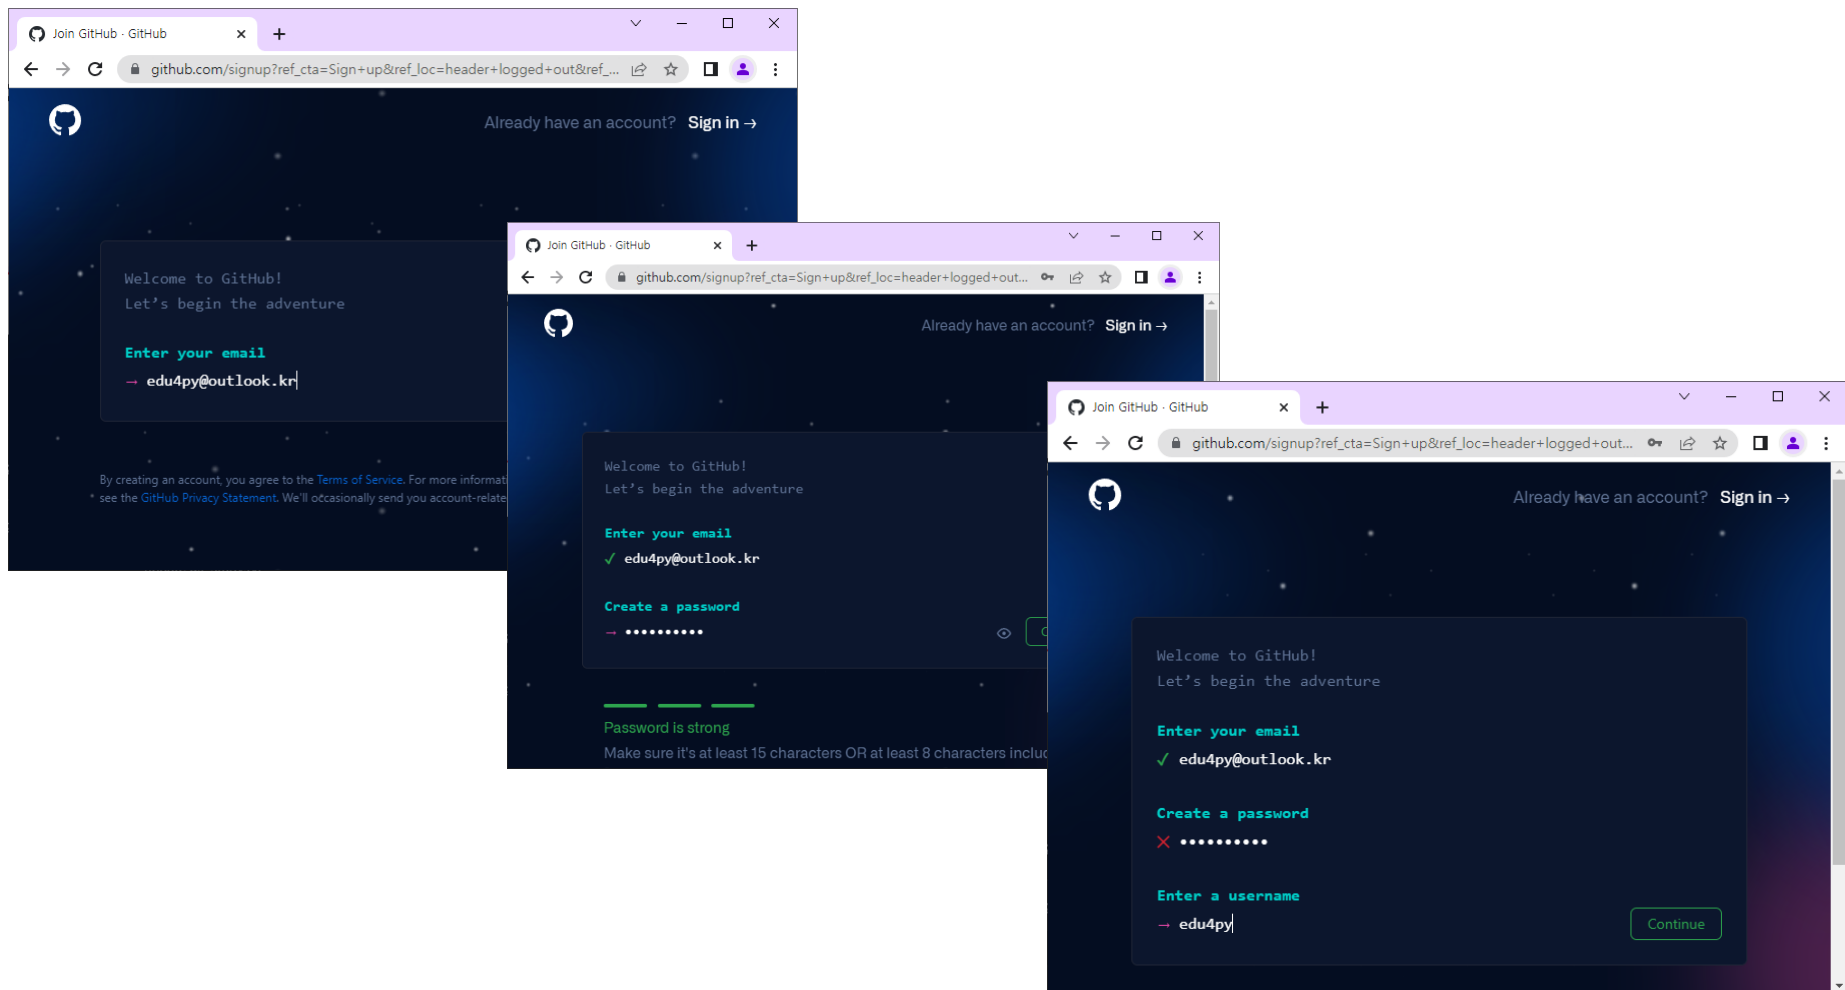 Join GitHub · GitHub
github.com/signup?ref_cta=Sign+up&ref_loc=header+logged+out&ref_...
Already have an account? Sign in →
Welcome to GitHub!
Let’s begin the adventure
Enter your email
→ edu4py@outlook.kr
By creating an account, you agree to the Terms of Service. For more informati
see the GitHub Privacy Statement. We'll occasionally send you account-relate
Join GitHub · GitHub
github.com/signup?ref_cta=Sign+up&ref_loc=header+logged+out...
Already have an account? Sign in →
Welcome to GitHub!
Let’s begin the adventure
Enter your email
✓ edu4py@outlook.kr
Create a password
→ ••••••••••
Password is strong
Make sure it's at least 15 characters OR at least 8 characters includ
Join GitHub · GitHub
github.com/signup?ref_cta=Sign+up&ref_loc=header+logged+out...
Already have an account? Sign in →
Welcome to GitHub!
Let’s begin the adventure
Enter your email
✓ edu4py@outlook.kr
Create a password
✕ ••••••••••
Enter a username
→ edu4py
Continue